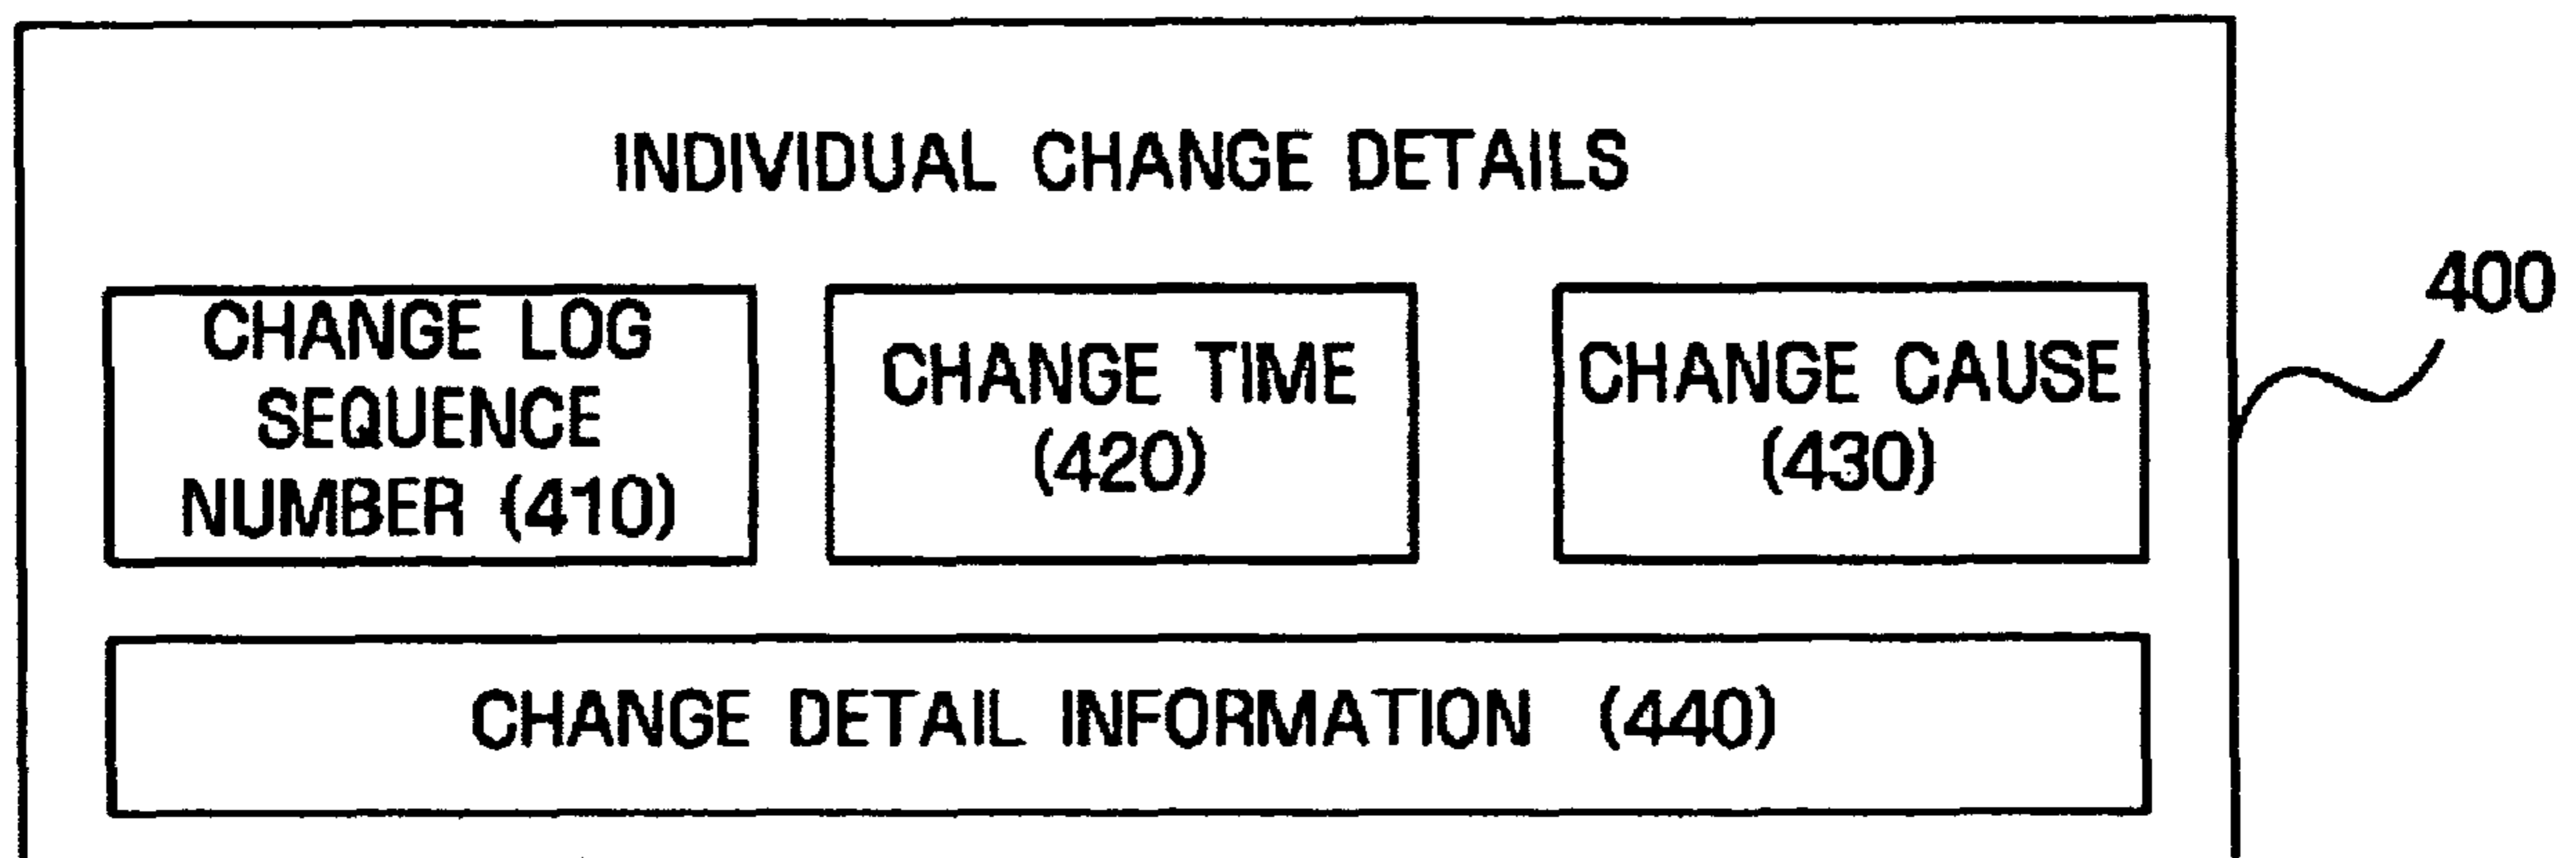 INDIVIDUAL CHANGE DETAILS
CHANGE LOG
SEQUENCE
NUMBER (410)
CHANGE TIME
(420)
CHANGE CAUSE
(430)
400
CHANGE DETAIL INFORMATION (440)